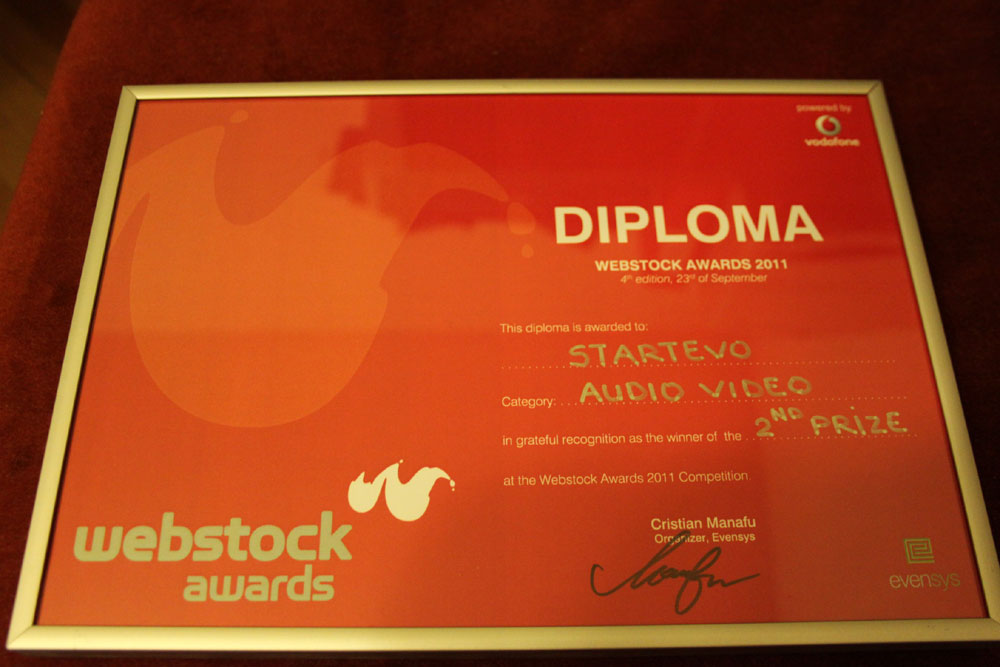 powered by
vodafone
DIPLOMA
WEBSTOCK AWARDS 2011
4th edition, 23rd of September
This diploma is awarded to:
STARTEVO
Category: AUDIO VIDEO
in grateful recognition as the winner of the 2ND PRIZE
at the Webstock Awards 2011 Competition
Cristian Manafu
Organizer, Evensys
webstock
awards
evensys